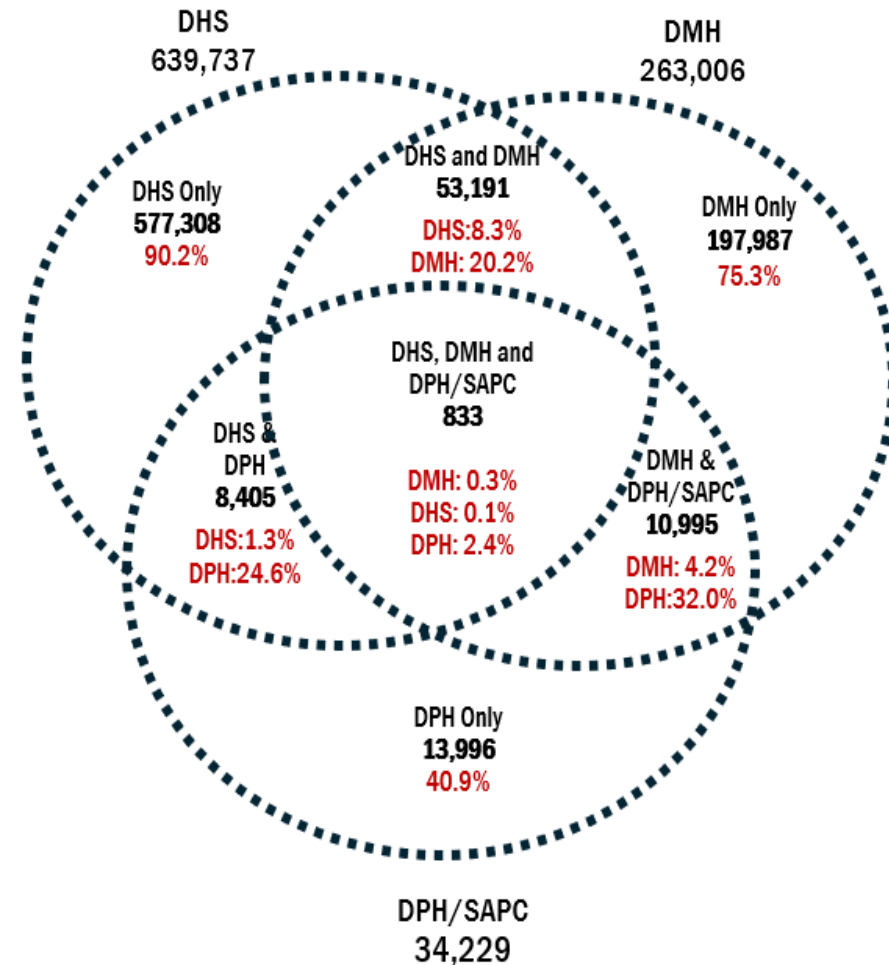 DHS
639,737
DMH
263,006
DHS and DMH
53,191
DHS:8.3%
DMH: 20.2%
DHS Only
577,308
90.2%
DMH Only
197,987
75.3%
DHS, DMH and
DPH/SAPC
833
DMH: 0.3%
DHS: 0.1%
DPH: 2.4%
DHS &
DPH
8,405
DHS:1.3%
DPH:24.6%
DMH &
DPH/SAPC
10,995
DMH: 4.2%
DPH:32.0%
DPH Only
13,996
40.9%
DPH/SAPC
34,229